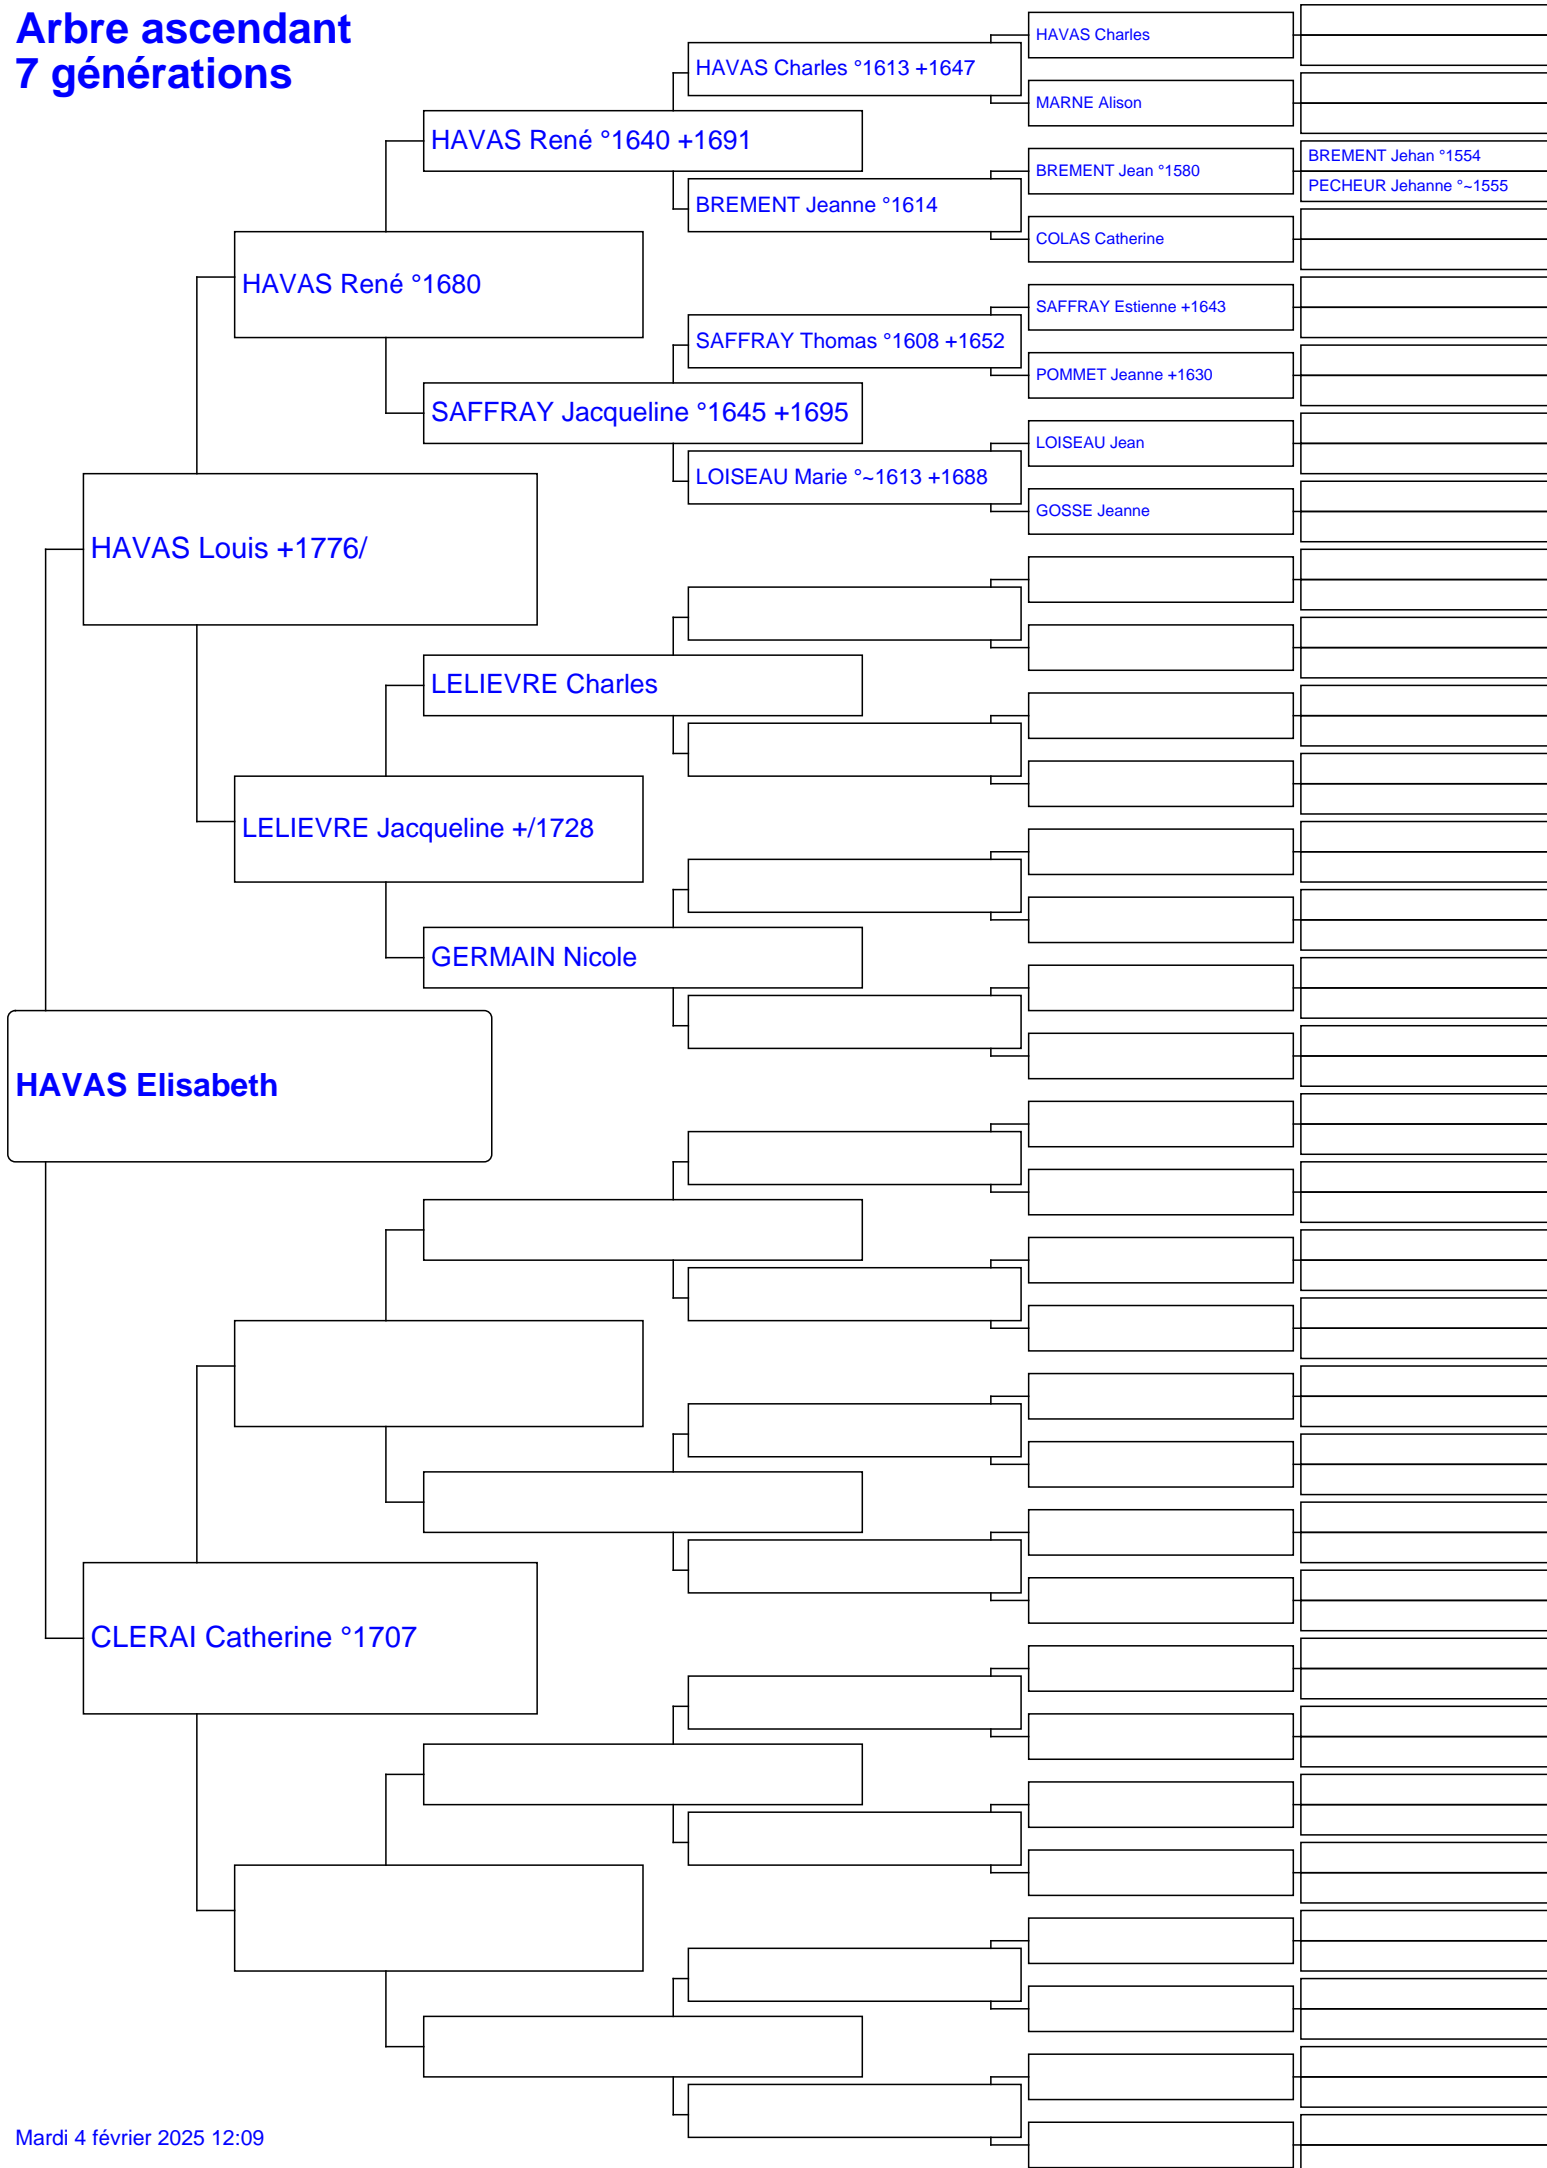 Arbre ascendant
7 générations
HAVAS Charles
HAVAS Charles °1613 +1647
MARNE Alison
HAVAS René °1640 +1691
BREMENT Jehan °1554
BREMENT Jean °1580
PECHEUR Jehanne °~1555
BREMENT Jeanne °1614
COLAS Catherine
HAVAS René °1680
SAFFRAY Estienne +1643
SAFFRAY Thomas °1608 +1652
POMMET Jeanne +1630
SAFFRAY Jacqueline °1645 +1695
LOISEAU Jean
LOISEAU Marie °~1613 +1688
GOSSE Jeanne
HAVAS Louis +1776/
LELIEVRE Charles
LELIEVRE Jacqueline +/1728
GERMAIN Nicole
HAVAS Elisabeth
CLERAI Catherine °1707
Mardi 4 février 2025 12:09